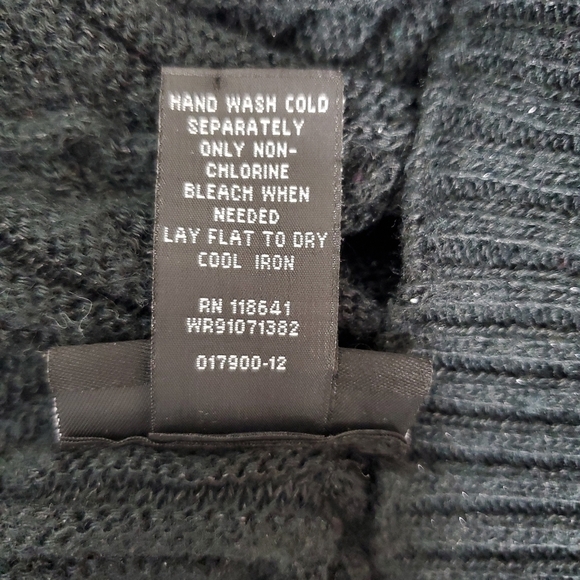 HAND WASH COLD
SEPARATELY
ONLY NON-
CHLORINE
BLEACH WHEN
NEEDED
LAY FLAT TO DRY
COOL IRON
RN 118641
WR91071382
017900-12